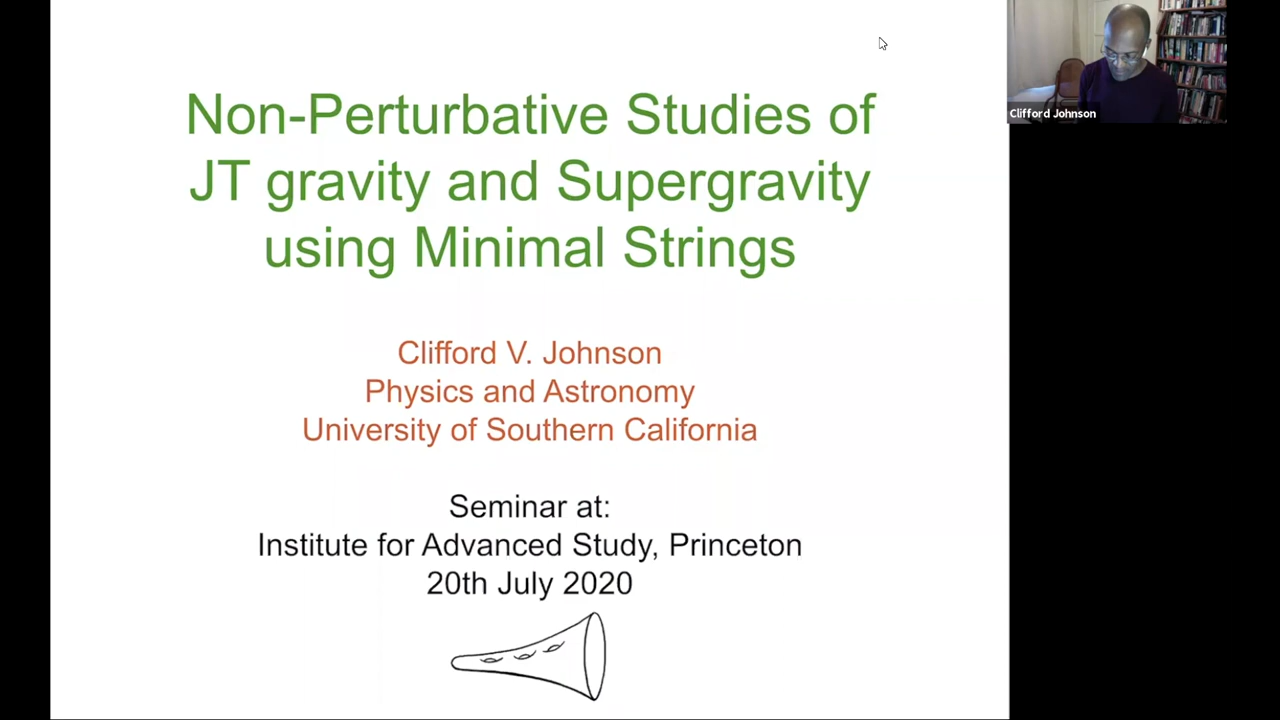 Non-Perturbative Studies of
JT gravity and Supergravity
using Minimal Strings
Clifford V. Johnson
Physics and Astronomy
University of Southern California
Seminar at:
Institute for Advanced Study, Princeton
20th July 2020
Clifford Johnson